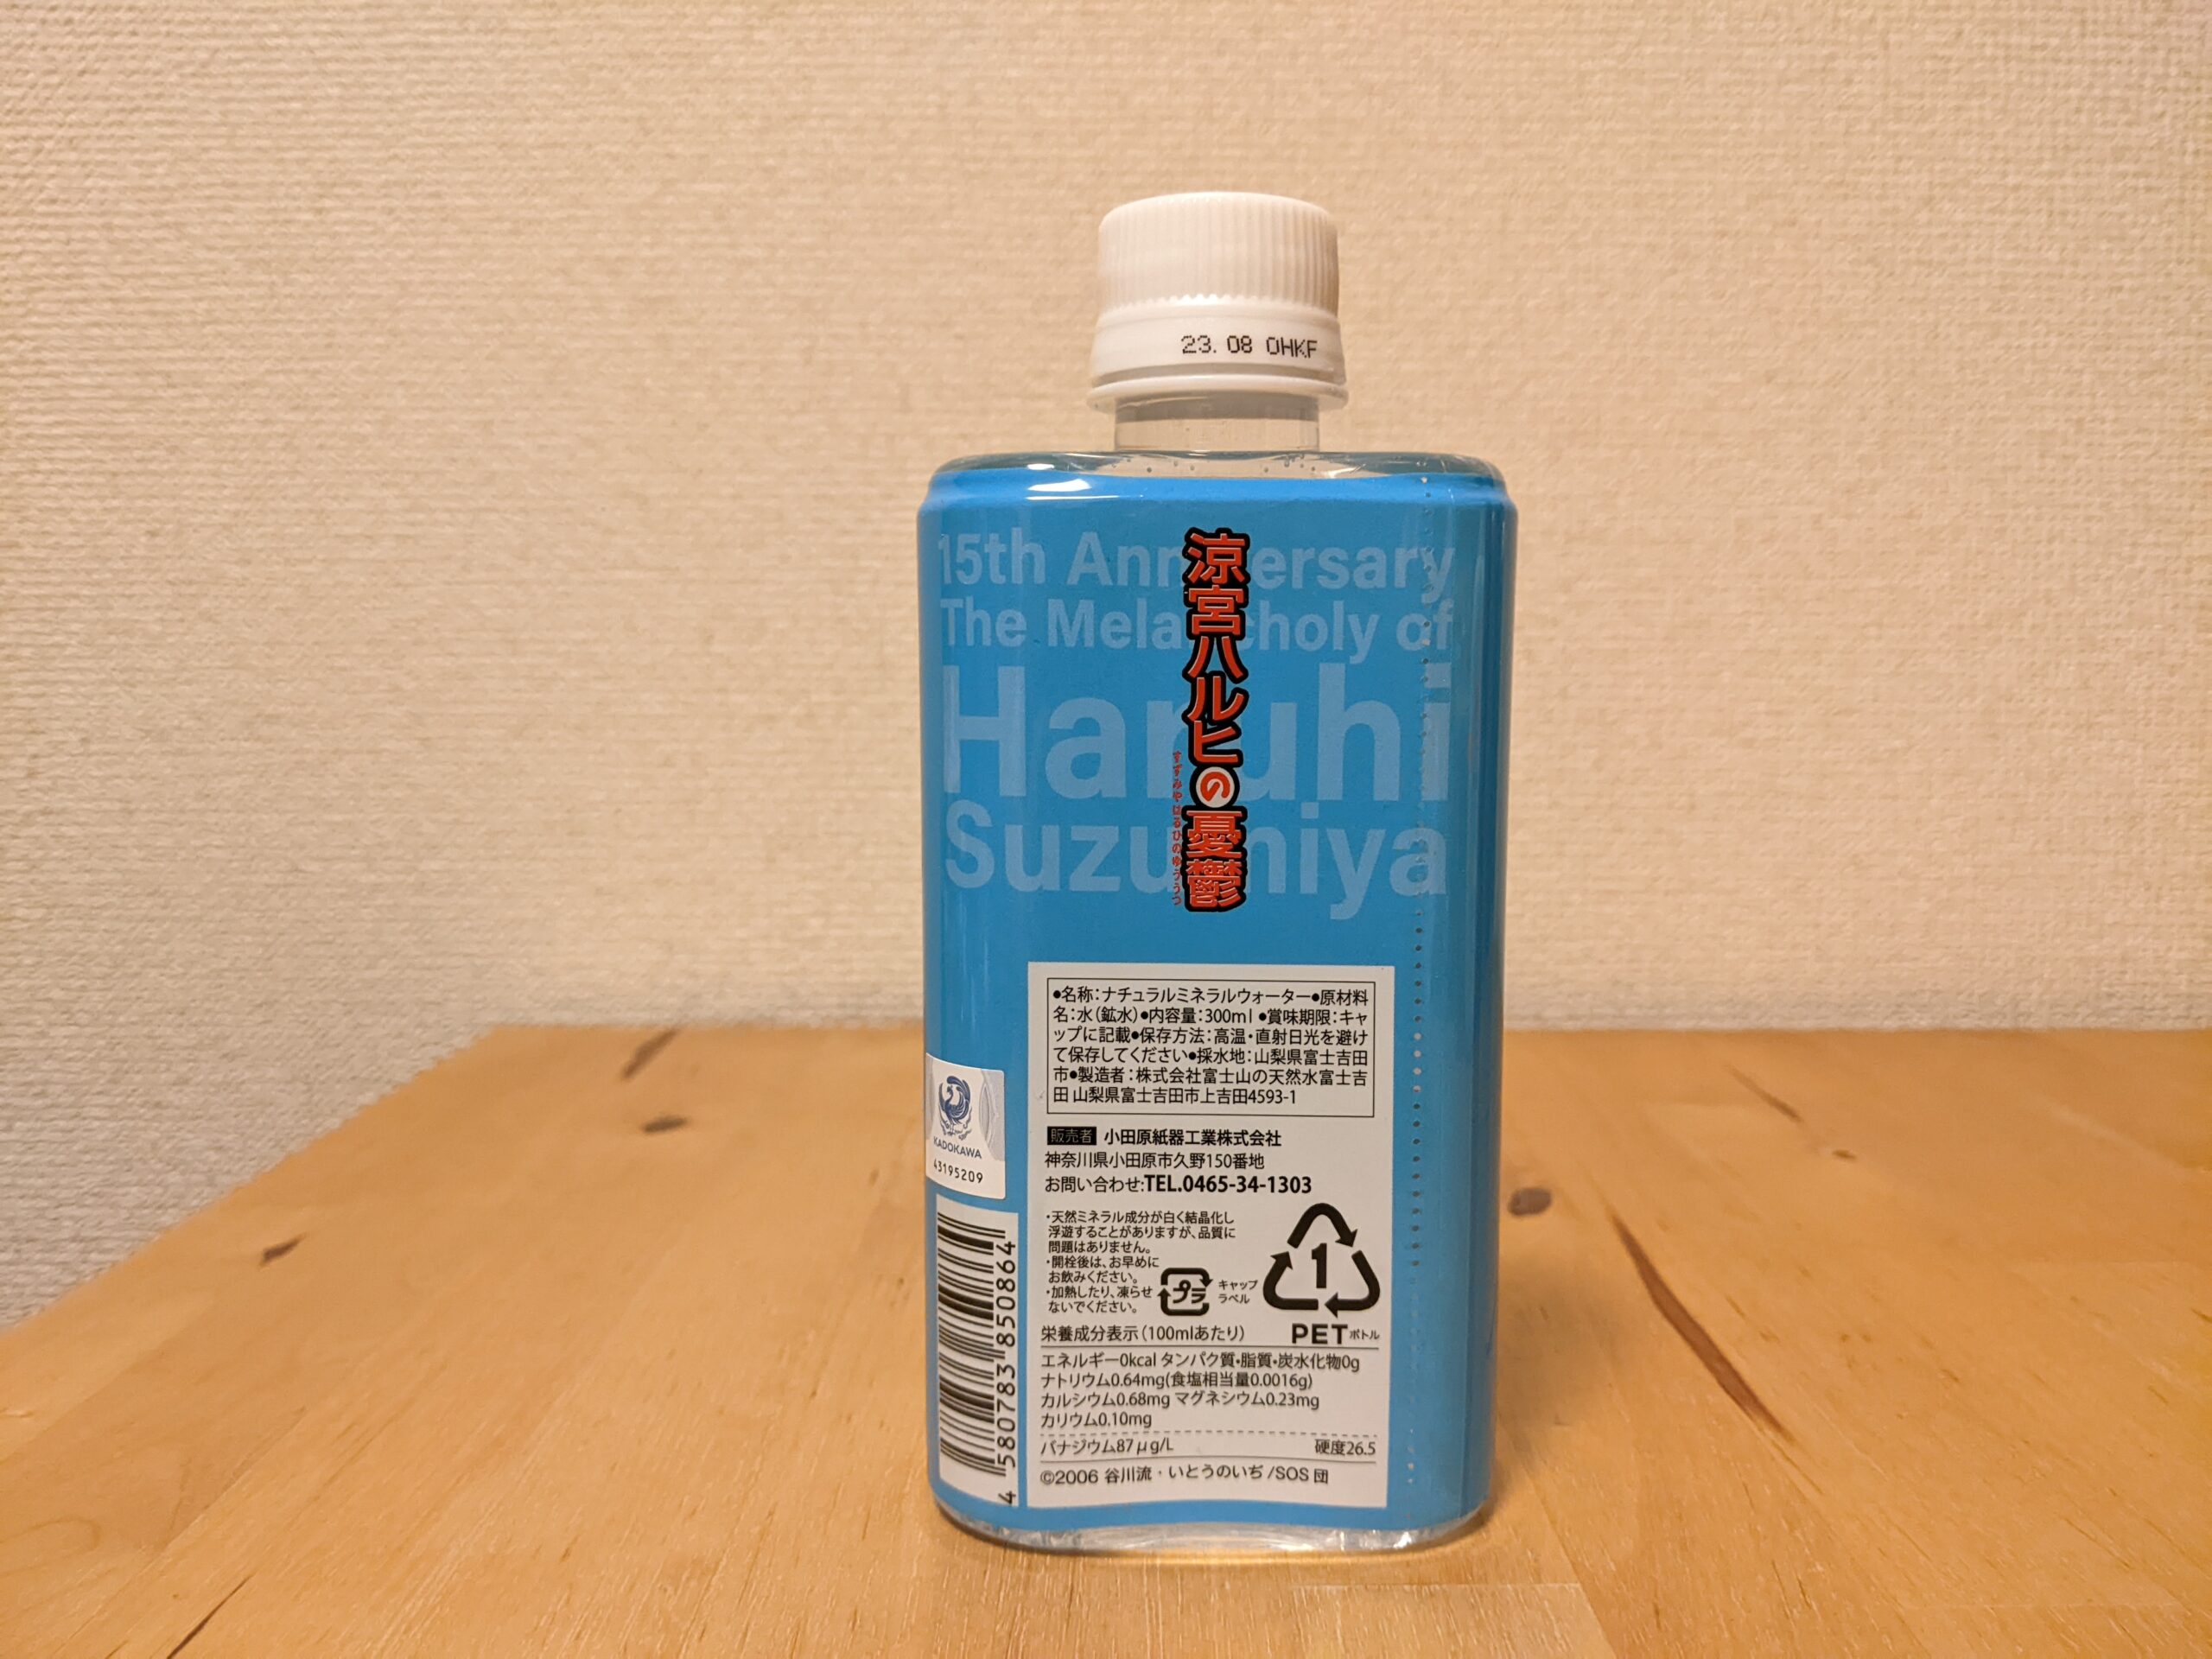 23. 08 OHKF
15th Anniversary
The Melancholy of
Haruhi
Suzumiya
涼宮ハルヒの憂鬱
すずみやはるひのゆううつ
●名称：ナチュラルミネラルウォーター●原材料
名：水（鉱水）●内容量：300ml ●賞味期限：キャ
ップに記載●保存方法：高温・直射日光を避け
て保存してください●採水地：山梨県富士吉田
市●製造者：株式会社富士山の天然水富士吉
田 山梨県富士吉田市上吉田4593-1
販売者 小田原紙器工業株式会社
神奈川県小田原市久野150番地
お問い合わせ:TEL.0465-34-1303
・天然ミネラル成分が白く結晶化し
浮遊することがありますが、品質に
問題はありません。
・開栓後は、お早めに
お飲みください。
・加熱したり、凍らせ
ないでください。
プラ
キャップ
ラベル
1
PETボトル
栄養成分表示（100mlあたり）
エネルギー0kcal タンパク質・脂質・炭水化物0g
ナトリウム0.64mg(食塩相当量0.0016g)
カルシウム0.68mg マグネシウム0.23mg
カリウム0.10mg
バナジウム87μg/L 硬度26.5
©2006 谷川流・いとうのいぢ/SOS団
KADOKAWA
43195209
4 580783 850864